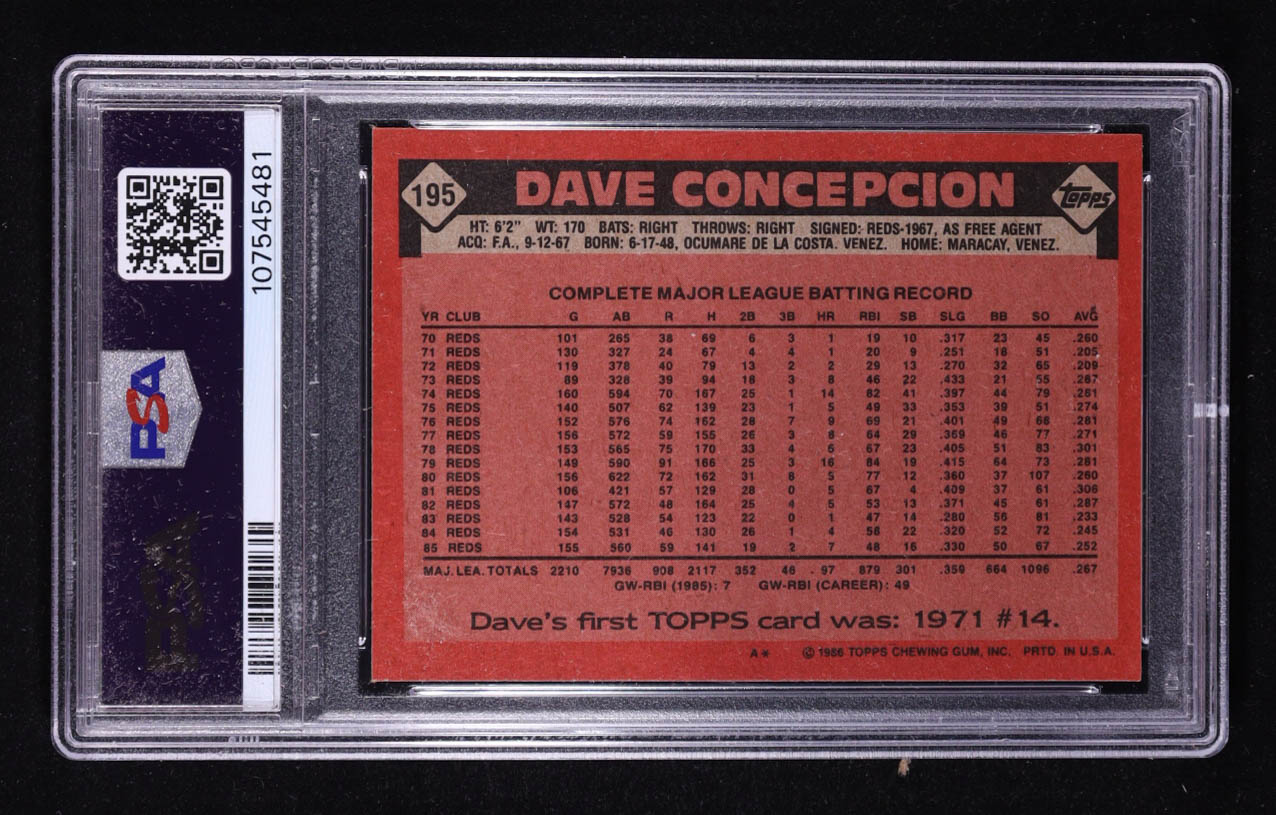 107545481
PSA
195 DAVE CONCEPCION topps
HT: 6'2" WT: 170 BATS: RIGHT THROWS: RIGHT SIGNED: REDS-1967, AS FREE AGENT
ACQ: F.A., 9-12-67 BORN: 6-17-48, OCUMARE DE LA COSTA. VENEZ. HOME: MARACAY, VENEZ.
COMPLETE MAJOR LEAGUE BATTING RECORD
YR CLUB G AB R H 2B 3B HR RBI SB SLG BB SO AVG
70 REDS 101 265 38 69 6 3 1 19 10 .317 23 45 .260
71 REDS 130 327 24 67 4 4 1 20 9 .251 18 51 .205
72 REDS 119 378 40 79 13 2 2 29 13 .270 32 65 .209
73 REDS 89 328 39 94 18 3 8 46 22 .433 21 55 .287
74 REDS 160 594 70 167 25 1 14 82 41 .397 44 79 .281
75 REDS 140 507 62 139 23 1 5 49 33 .353 39 51 .274
76 REDS 152 576 74 162 28 7 9 69 21 .401 49 68 .281
77 REDS 156 572 59 155 26 3 8 64 29 .369 46 77 .271
78 REDS 153 565 75 170 33 4 6 67 23 .405 51 83 .301
79 REDS 149 590 91 166 25 3 16 84 19 .415 64 73 .281
80 REDS 156 622 72 162 31 8 5 77 12 .360 37 107 .260
81 REDS 106 421 57 129 28 0 5 67 4 .409 37 61 .306
82 REDS 147 572 48 164 25 4 5 53 13 .371 45 61 .287
83 REDS 143 528 54 123 22 0 1 47 14 .280 56 81 .233
84 REDS 154 531 46 130 26 1 4 58 22 .320 52 72 .245
85 REDS 155 560 59 141 19 2 7 48 16 .330 50 67 .252
MAJ. LEA. TOTALS 2210 7936 908 2117 352 46 97 879 301 .359 664 1096 .267
GW-RBI (1985): 7 GW-RBI (CAREER): 49
Dave's first TOPPS card was: 1971 #14.
A* © 1986 TOPPS CHEWING GUM, INC. PRTD. IN U.S.A.